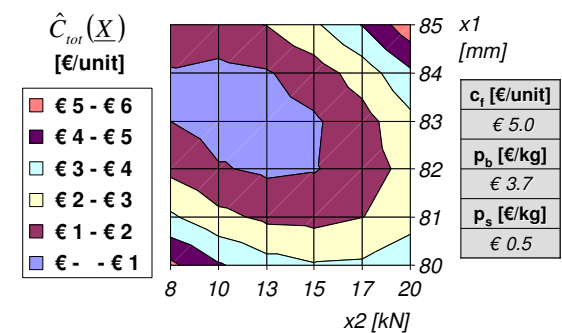 Ĉtot(X)
[€/unit]
€ 5 - € 6
€ 4 - € 5
€ 3 - € 4
€ 2 - € 3
€ 1 - € 2
€ - - € 1
85
84
83
82
81
80
8 10 13 15 17 20
x2 [kN]
x1
[mm]
cf [€/unit]
€ 5.0
pb [€/kg]
€ 3.7
ps [€/kg]
€ 0.5